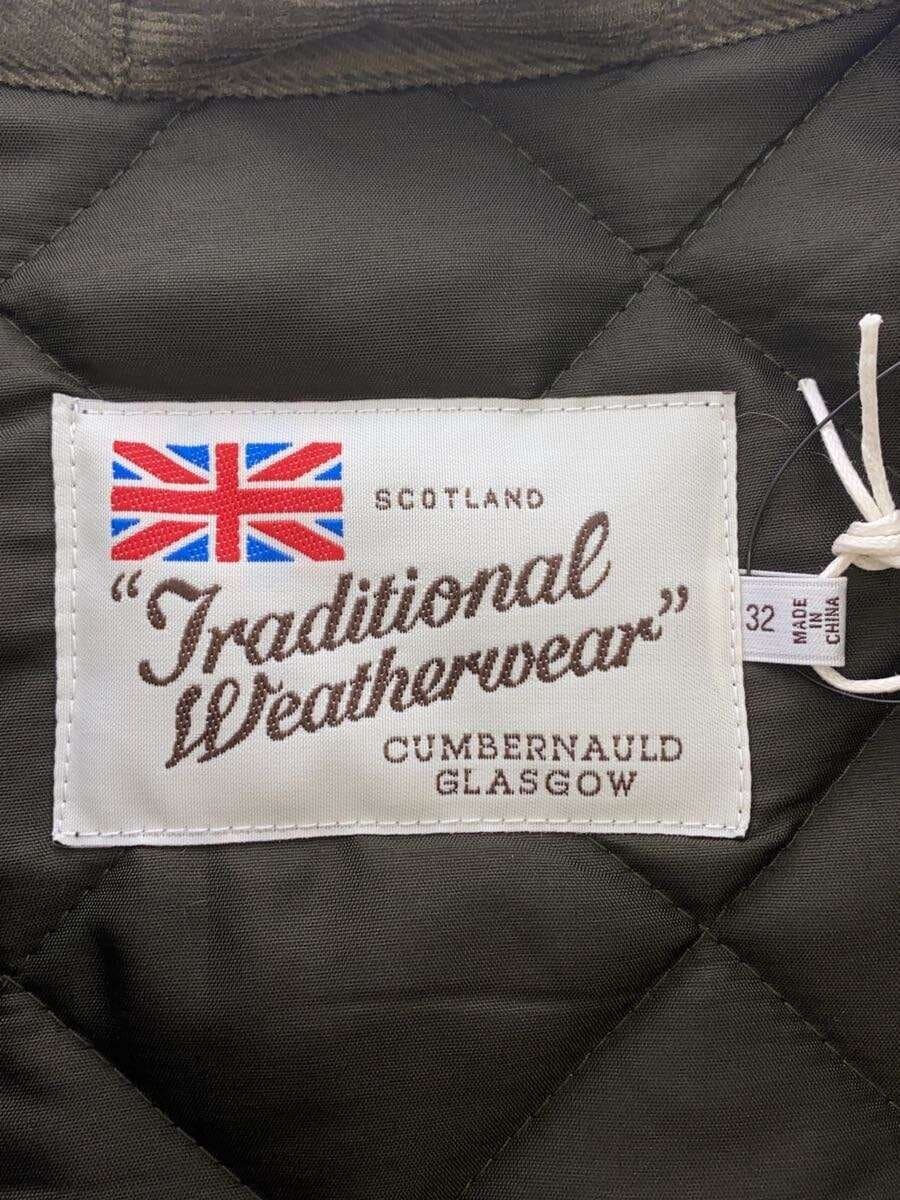 SCOTLAND
“Traditional
Weatherwear”
CUMBERNAULD
GLASGOW
32
MADE
IN
CHINA